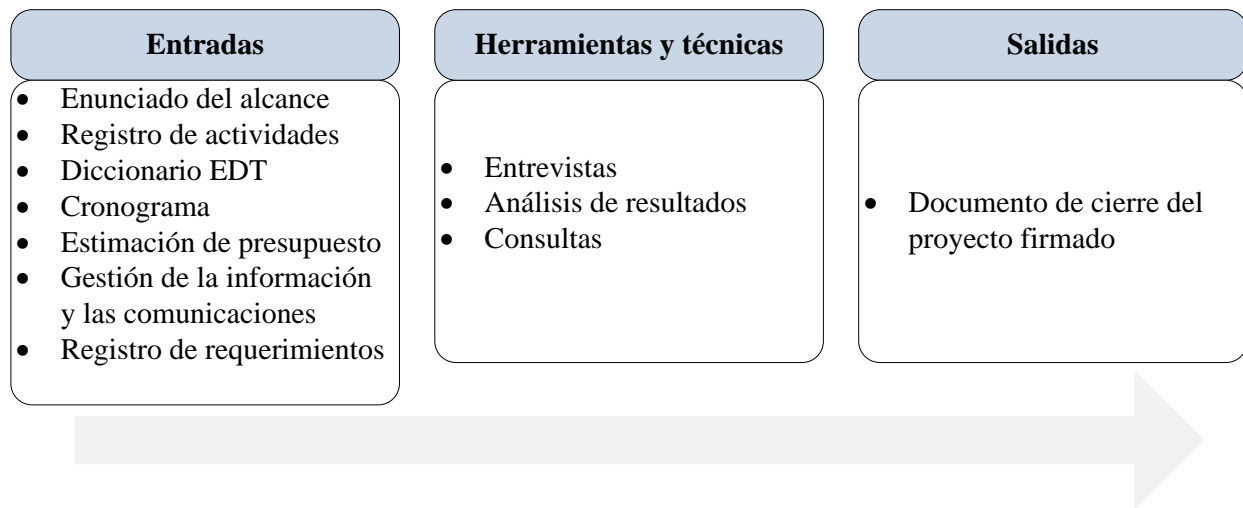 Entradas
• Enunciado del alcance
• Registro de actividades
• Diccionario EDT
• Cronograma
• Estimación de presupuesto
• Gestión de la información
y las comunicaciones
• Registro de requerimientos
Herramientas y técnicas
• Entrevistas
• Análisis de resultados
• Consultas
Salidas
• Documento de cierre del
proyecto firmado